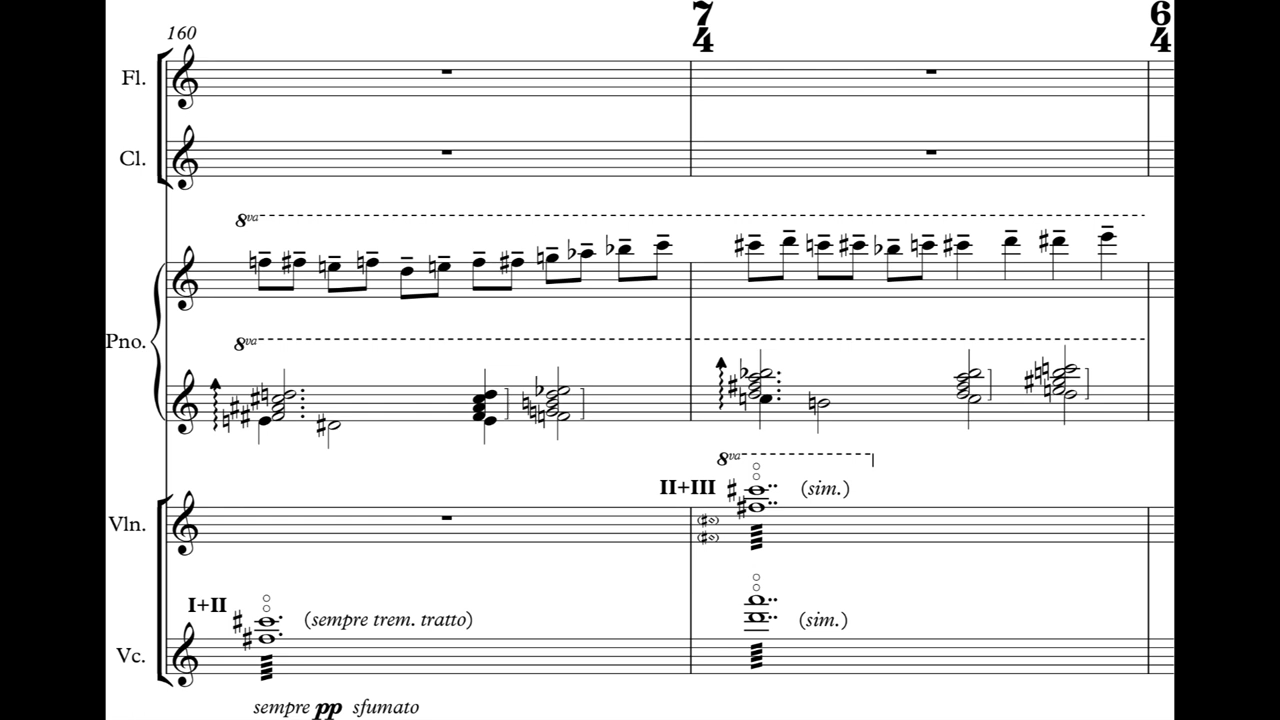 160
7
4
6
4
Fl.
Cl.
8va
Pno.
8va
8va
II+III (sim.)
Vln.
I+II (sempre trem. tratto) (sim.)
Vc.
sempre pp sfumato